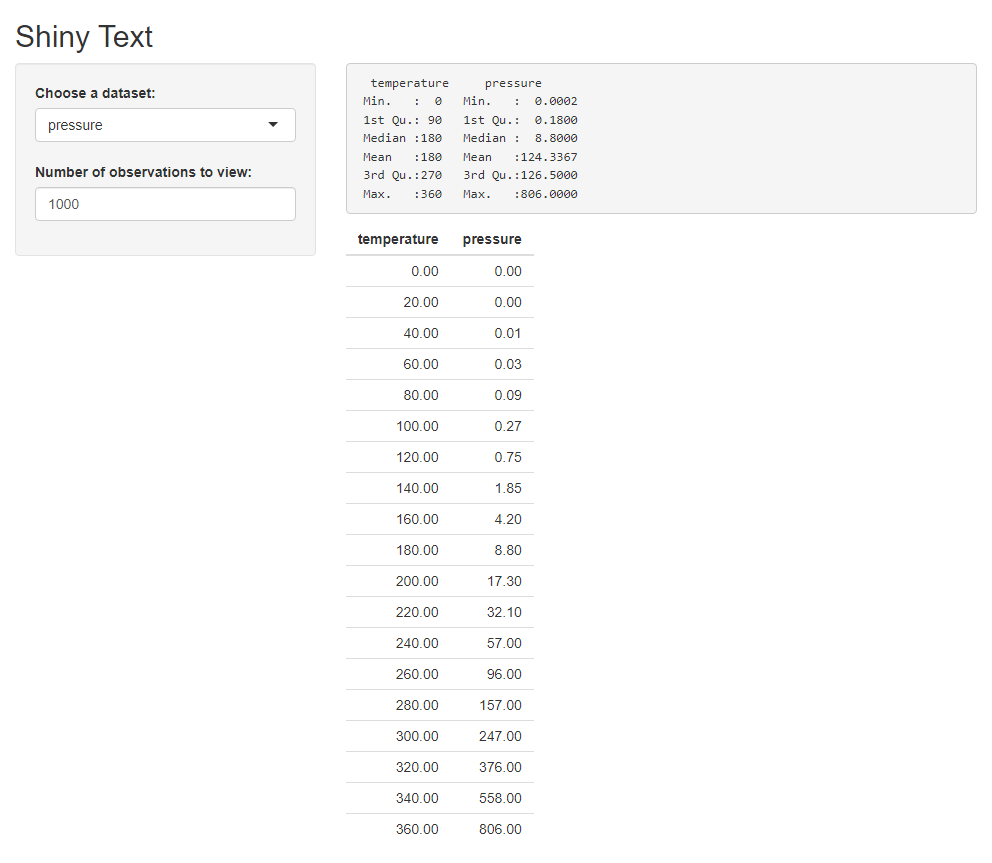 Shiny Text
Choose a dataset:
pressure
Number of observations to view:
1000
temperature pressure
Min. : 0 Min. : 0.0002
1st Qu.: 90 1st Qu.: 0.1800
Median :180 Median : 8.8000
Mean :180 Mean :124.3367
3rd Qu.:270 3rd Qu.:126.5000
Max. :360 Max. :806.0000
temperature pressure
0.00 0.00
20.00 0.00
40.00 0.01
60.00 0.03
80.00 0.09
100.00 0.27
120.00 0.75
140.00 1.85
160.00 4.20
180.00 8.80
200.00 17.30
220.00 32.10
240.00 57.00
260.00 96.00
280.00 157.00
300.00 247.00
320.00 376.00
340.00 558.00
360.00 806.00